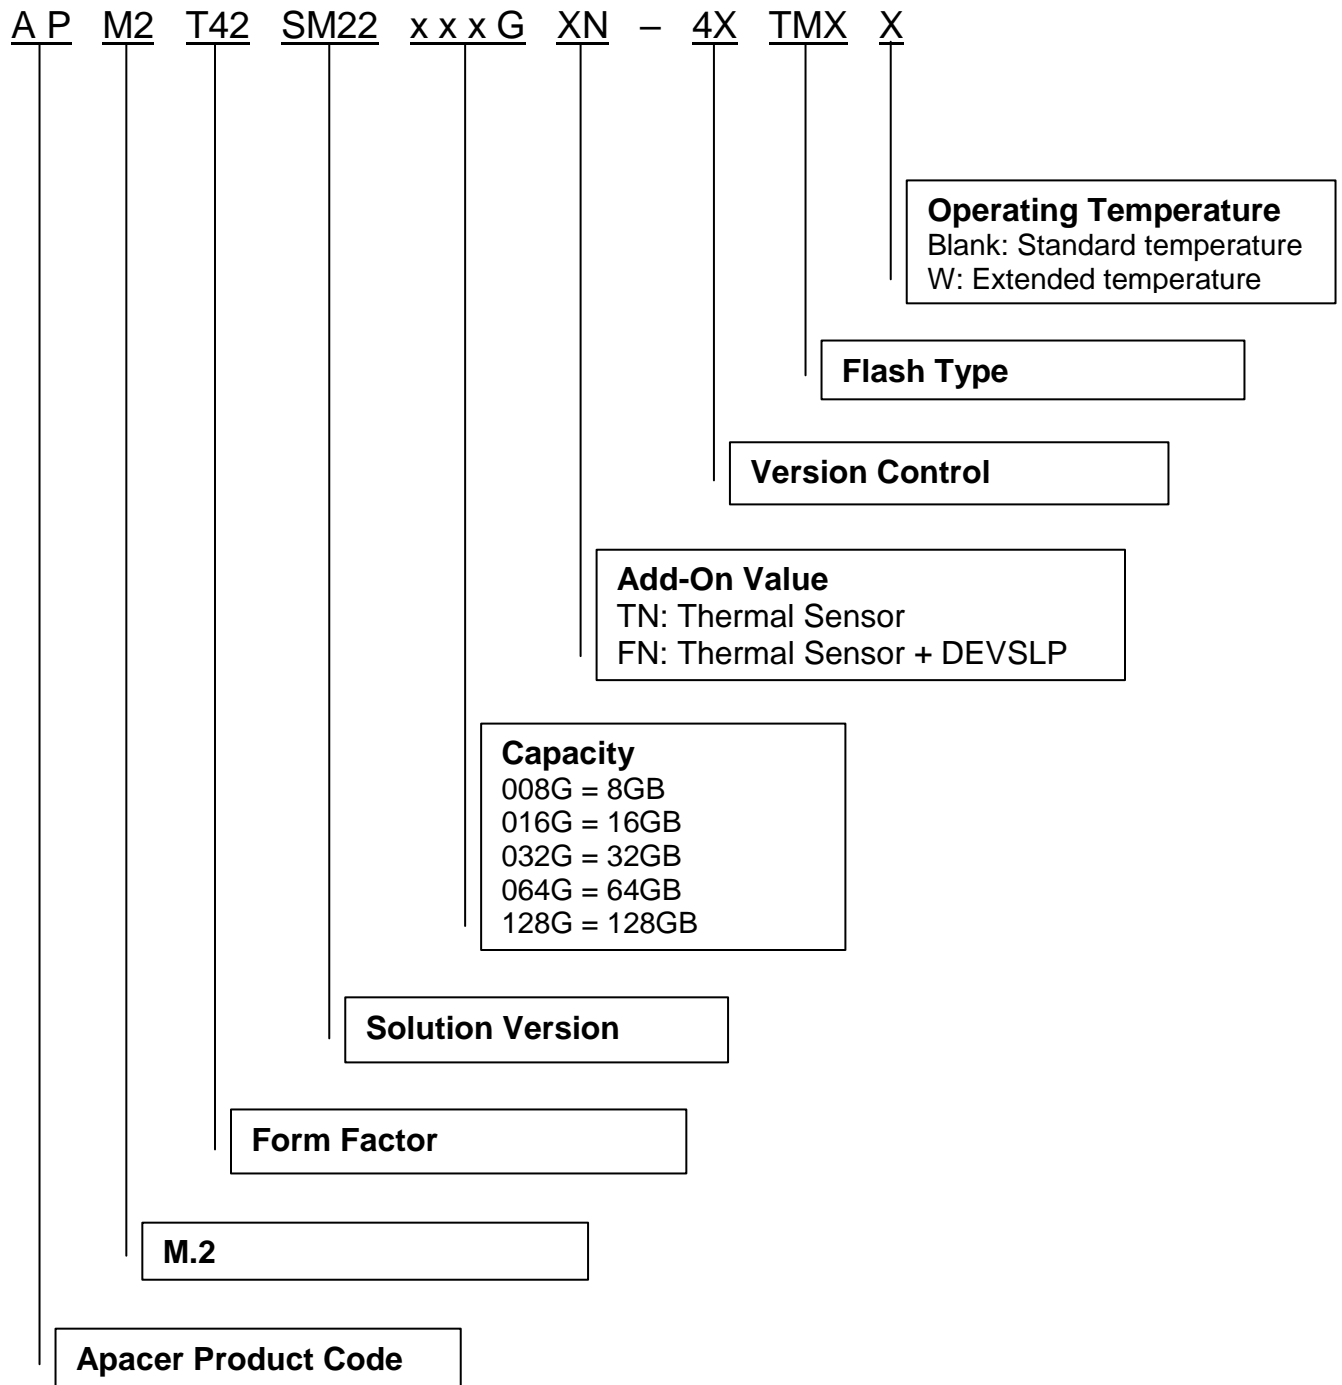 A P M2 T42 SM22 x x x G XN – 4X TMX X
Operating Temperature
Blank: Standard temperature
W: Extended temperature
Flash Type
Version Control
Add-On Value
TN: Thermal Sensor
FN: Thermal Sensor + DEVSLP
Capacity
008G = 8GB
016G = 16GB
032G = 32GB
064G = 64GB
128G = 128GB
Solution Version
Form Factor
M.2
Apacer Product Code